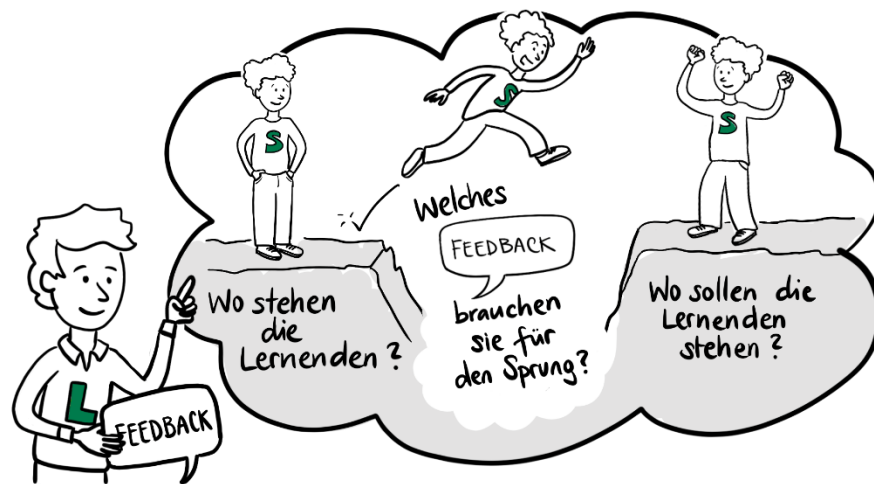 S
S
S
Welches
FEEDBACK
brauchen
sie für
den Sprung?
Wo stehen
die
Lernenden?
Wo sollen die
Lernenden
stehen?
L
FEEDBACK